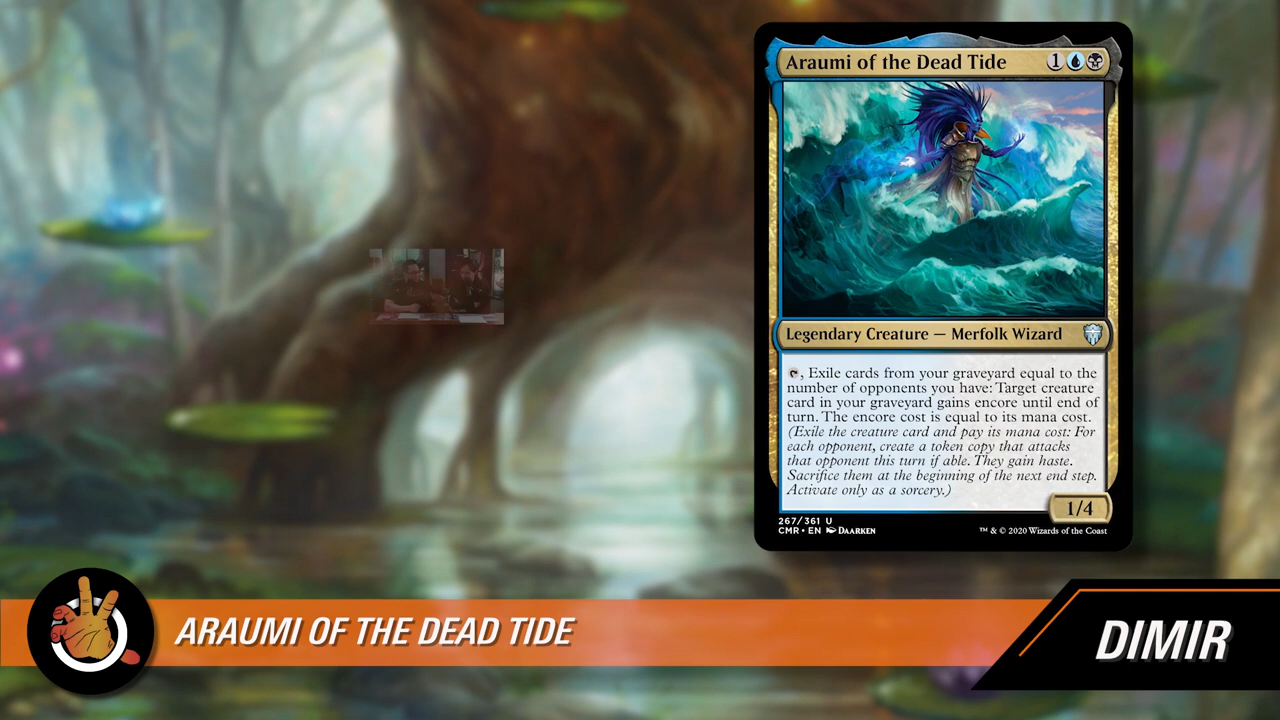 Araumi of the Dead Tide 1
Legendary Creature — Merfolk Wizard
, Exile cards from your graveyard equal to the
number of opponents you have: Target creature
card in your graveyard gains encore until end of
turn. The encore cost is equal to its mana cost.
(Exile the creature card and pay its mana cost: For
each opponent, create a token copy that attacks
that opponent this turn if able. They gain haste.
Sacrifice them at the beginning of the next end step.
Activate only as a sorcery.)
1/4
267/361 U
CMR • EN DAARKEN
™ & © 2020 Wizards of the Coast
ARAUMI OF THE DEAD TIDE
DIMIR